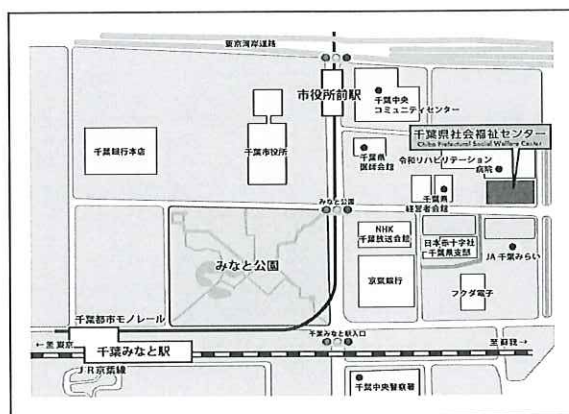 東京湾岸道路
市役所前駅
千葉中央
コミュニティセンター
千葉県社会福祉センター
Chiba Prefectural Social Welfare Center
千葉銀行本店
千葉市役所
千葉県
医師会館
令和リハビリテーション
病院
千葉県
経営者会館
みなと公園
NHK
千葉放送会館
日本赤十字社
千葉県支部
JA千葉みらい
みなと公園
京葉銀行
フクダ電子
千葉都市モノレール
千葉みなと駅入口
←至東京
千葉みなと駅
至蘇我→
JR京葉線
千葉中央警察署